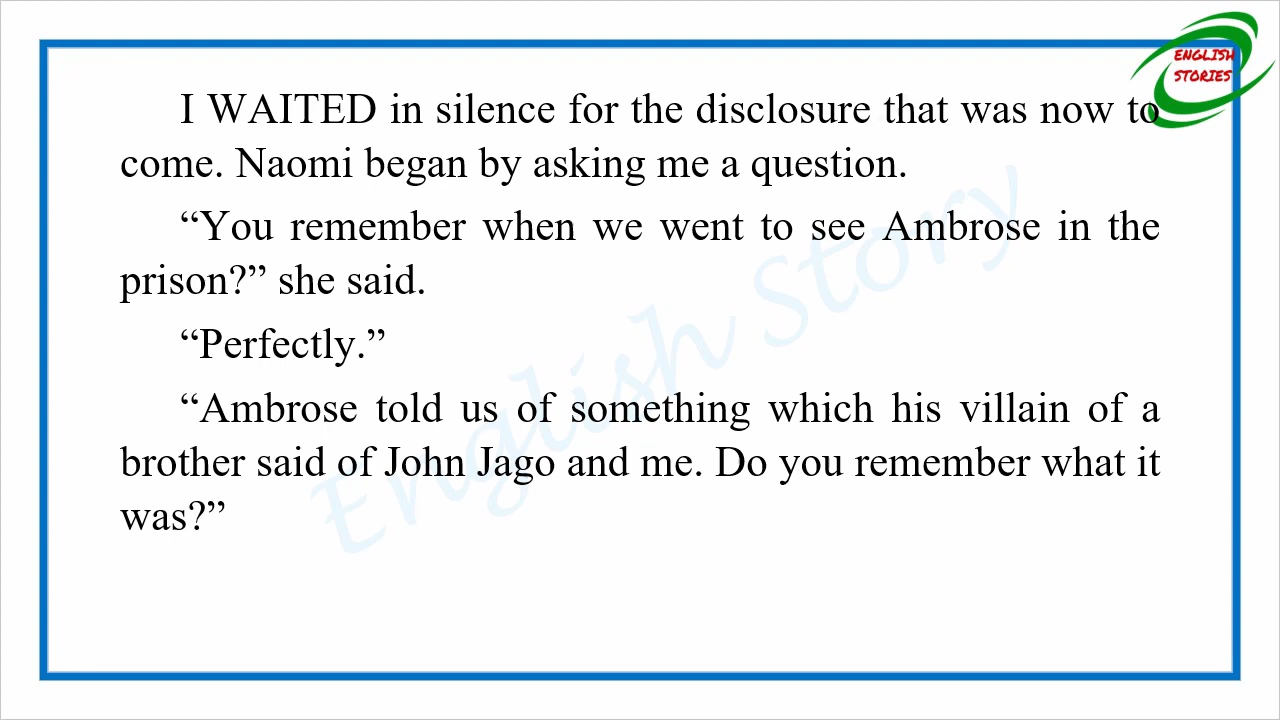 ENGLISH
STORIES
I WAITED in silence for the disclosure that was now to
come. Naomi began by asking me a question.
“You remember when we went to see Ambrose in the
prison?” she said.
“Perfectly.”
“Ambrose told us of something which his villain of a
brother said of John Jago and me. Do you remember what it
was?”
English Story